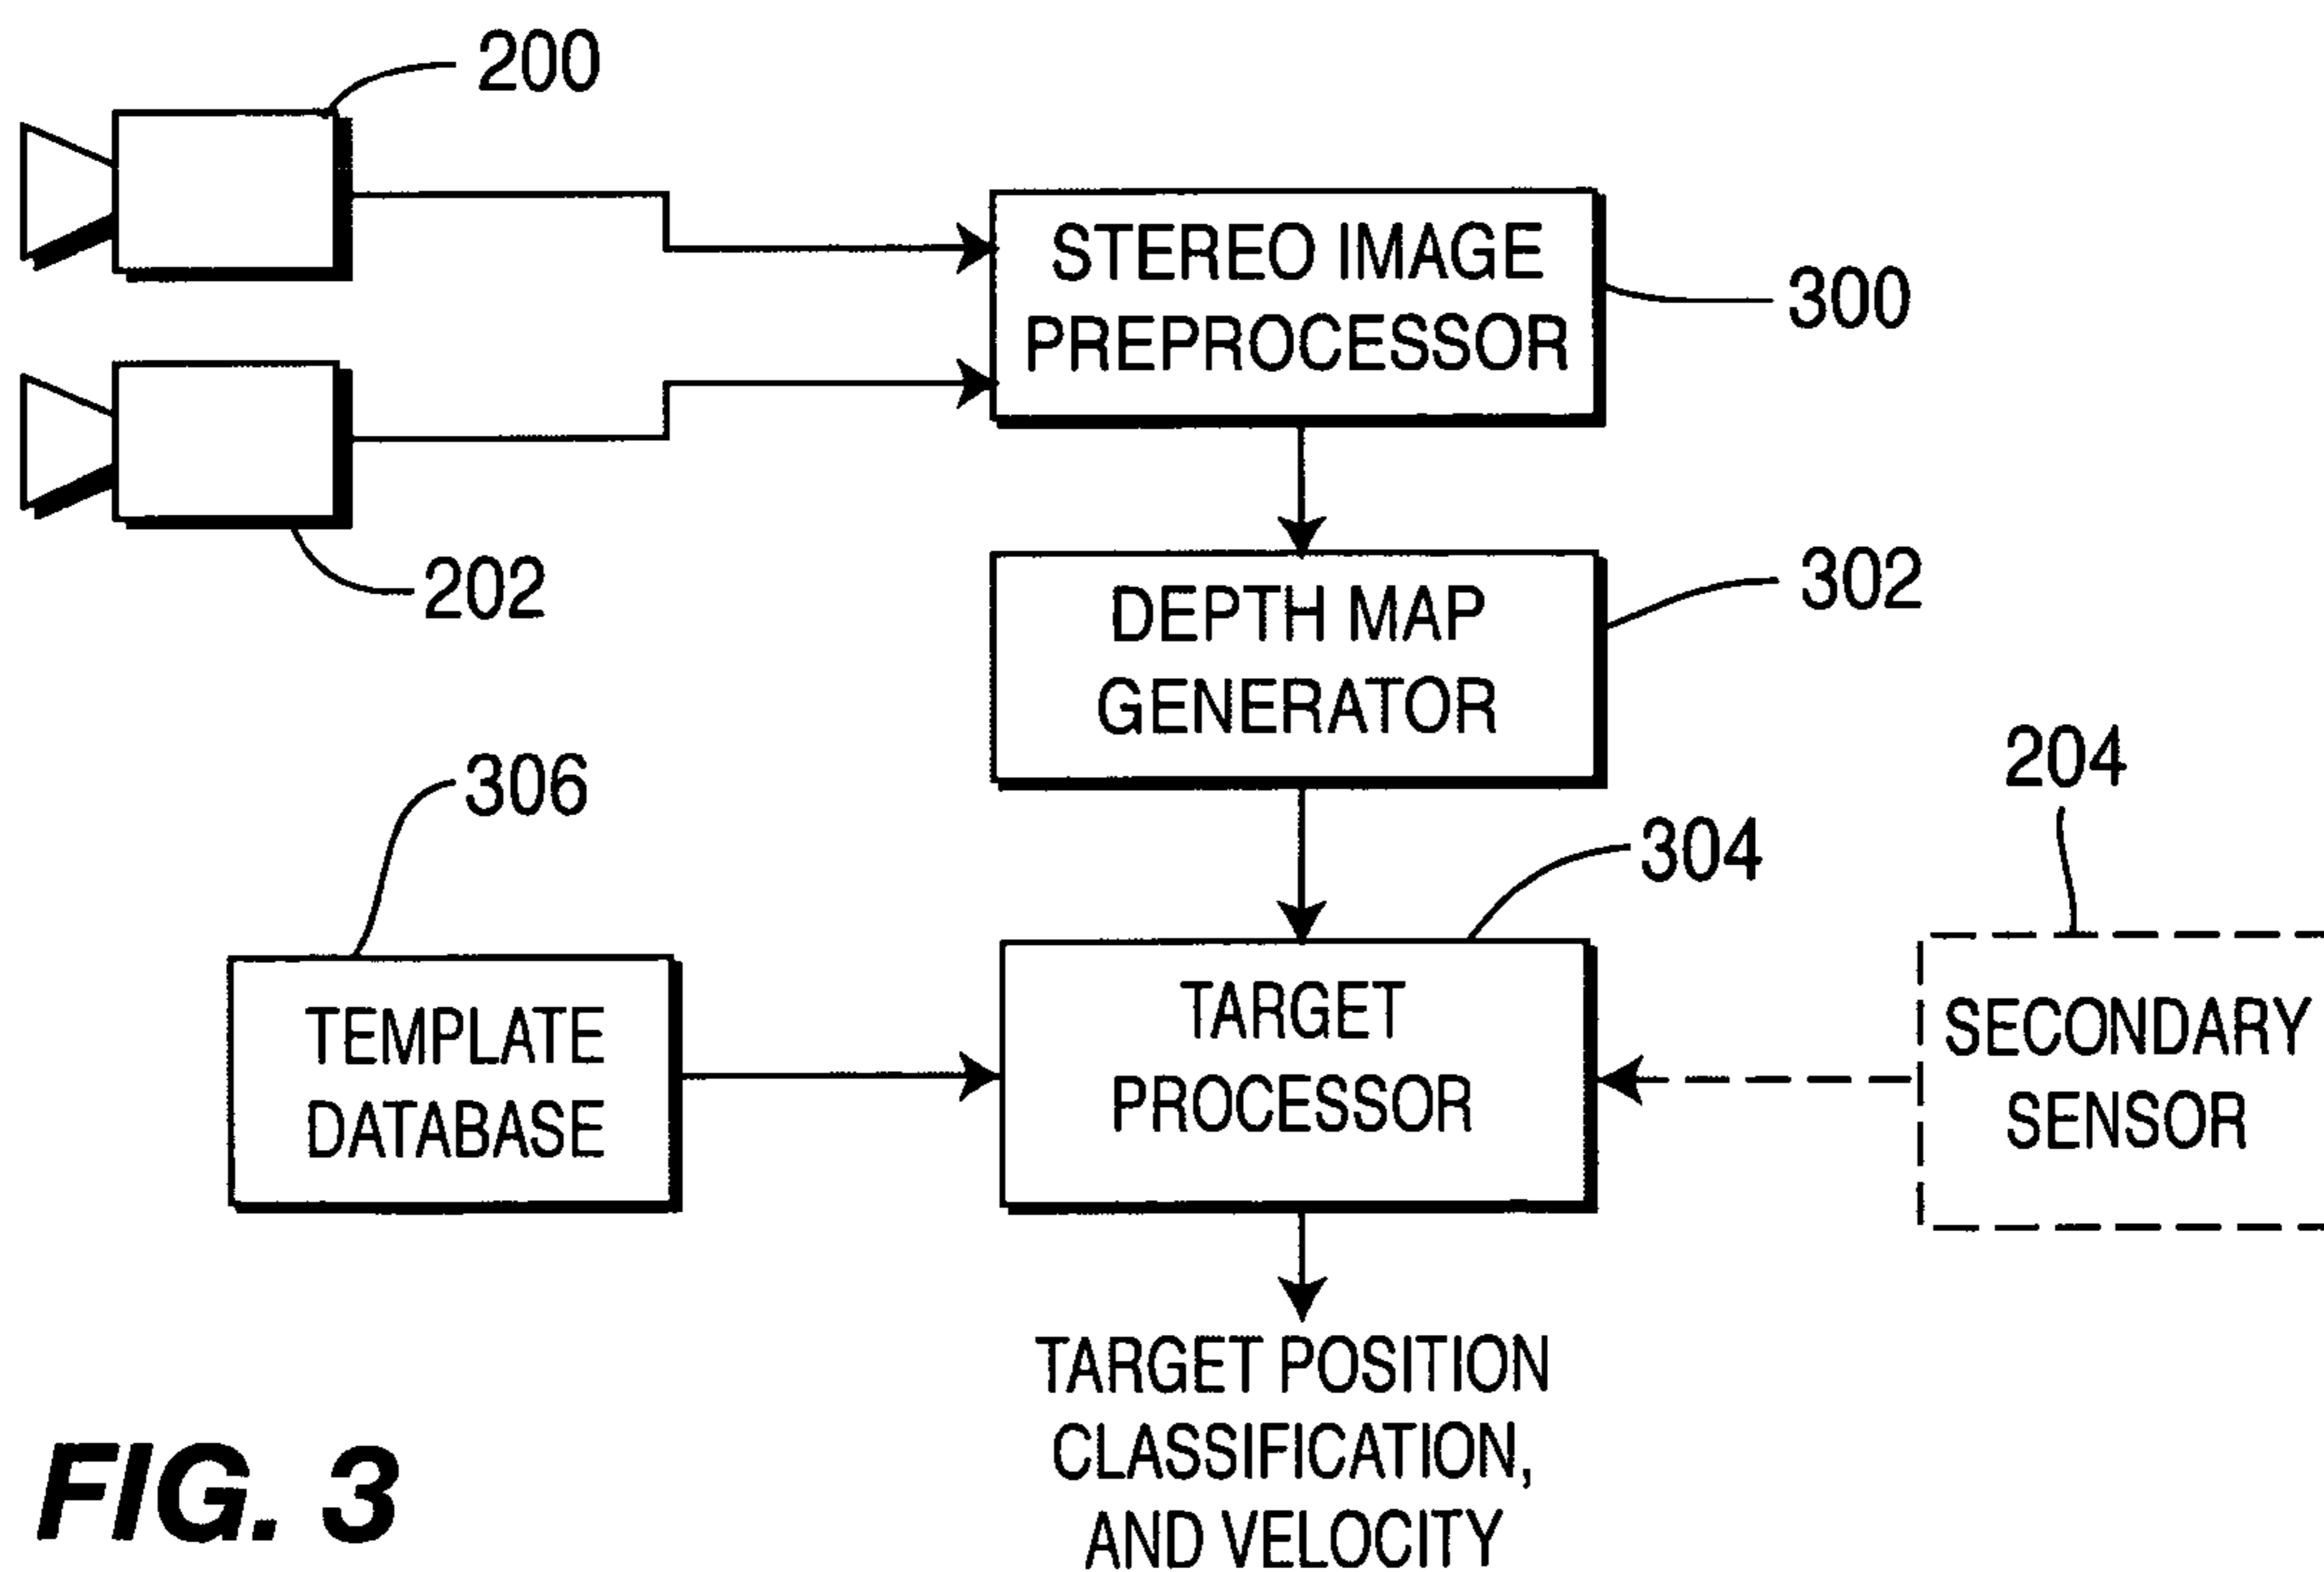 200
STEREO IMAGE
PREPROCESSOR
300
202
DEPTH MAP
GENERATOR
302
306
204
304
TEMPLATE
DATABASE
TARGET
PROCESSOR
SECONDARY
SENSOR
TARGET POSITION
CLASSIFICATION,
AND VELOCITY
FIG. 3